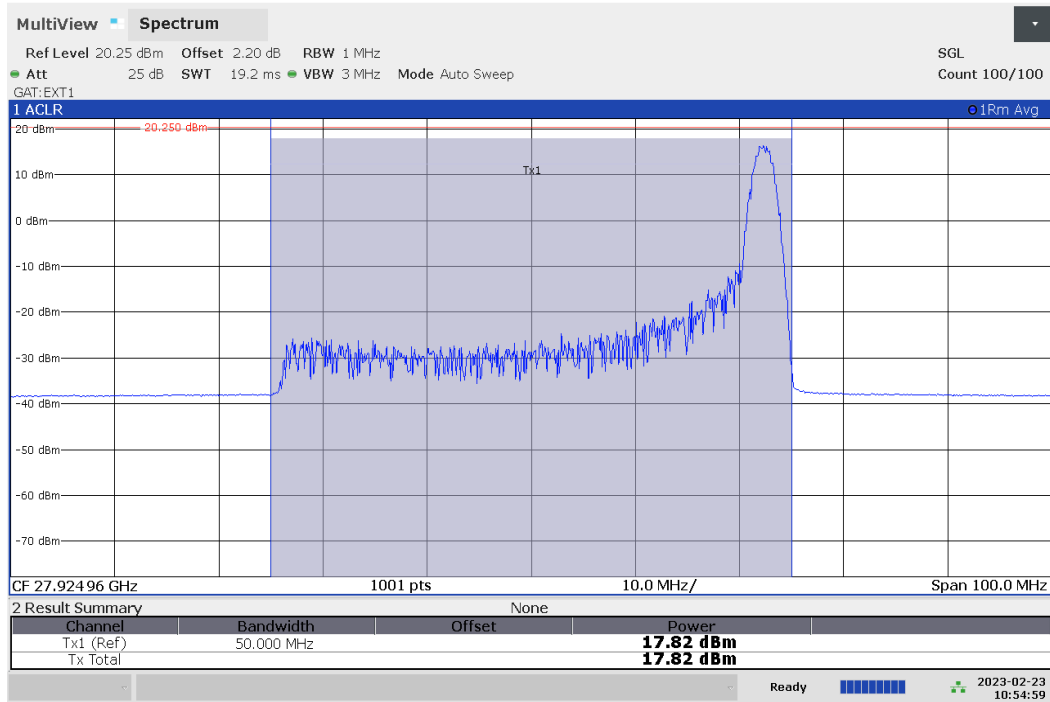 MultiView Spectrum
Ref Level 20.25 dBm Offset 2.20 dB RBW 1 MHz SGL
Att 25 dB SWT 19.2 ms VBW 3 MHz Mode Auto Sweep Count 100/100
GAT:EXT1
1 ACLR 1Rm Avg
20 dBm 20.250 dBm
Tx1
10 dBm
0 dBm
-10 dBm
-20 dBm
-30 dBm
-40 dBm
-50 dBm
-60 dBm
-70 dBm
CF 27.92496 GHz 1001 pts 10.0 MHz/ Span 100.0 MHz
2 Result Summary None
Channel Bandwidth Offset Power
Tx1 (Ref) 50.000 MHz 17.82 dBm
Tx Total 17.82 dBm
Ready 2023-02-23
10:54:59